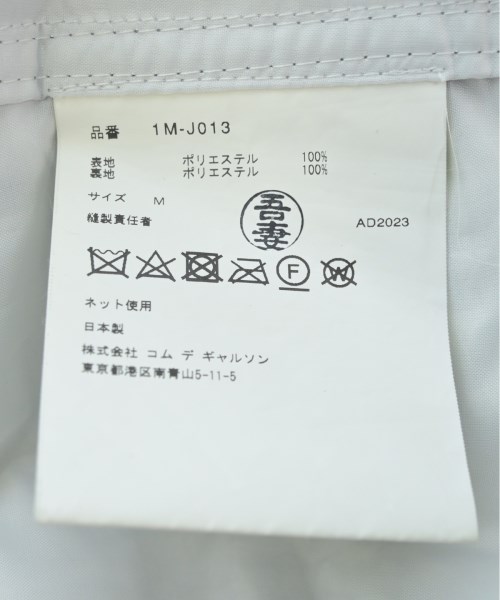 品番 1M-J013
表地 ポリエステル 100%
裏地 ポリエステル 100%
サイズ M
縫製責任者 吾妻 AD2023
F W
ネット使用
日本製
株式会社 コム デ ギャルソン
東京都港区南青山5-11-5